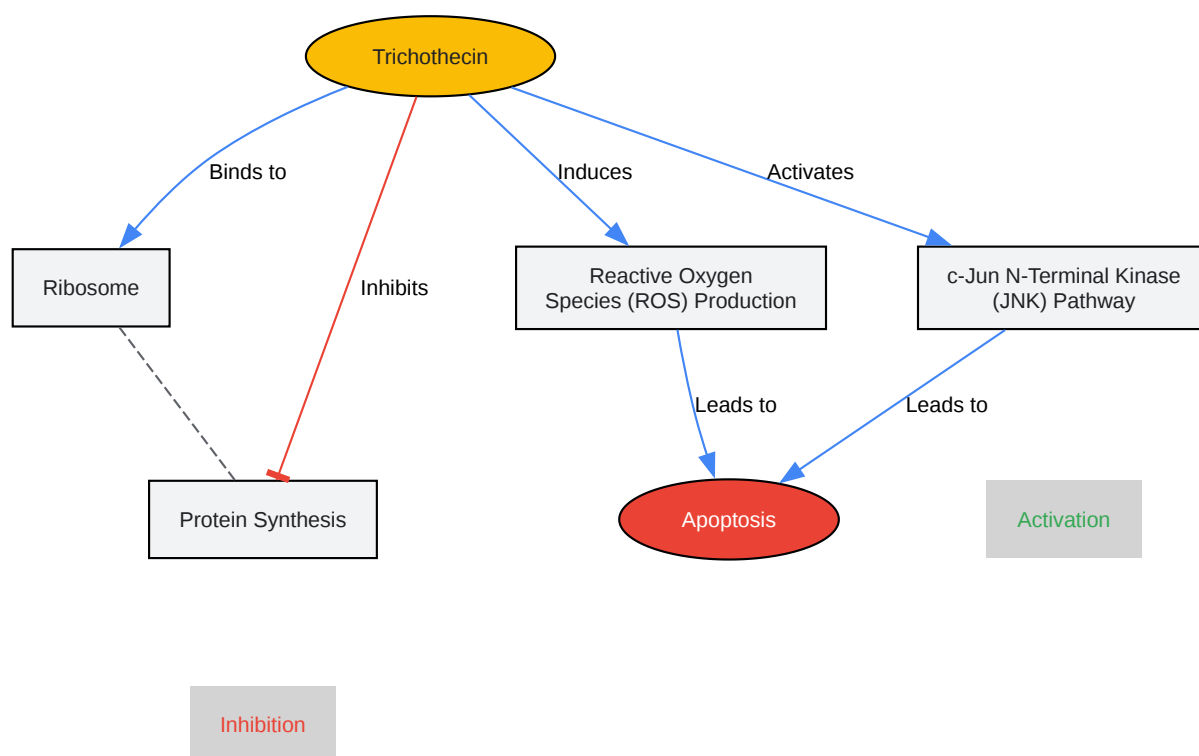 Trichothecin
Binds to
Induces
Activates
Ribosome
Inhibits
Reactive Oxygen
Species (ROS) Production
c-Jun N-Terminal Kinase
(JNK) Pathway
Leads to
Leads to
Protein Synthesis
Apoptosis
Activation
Inhibition